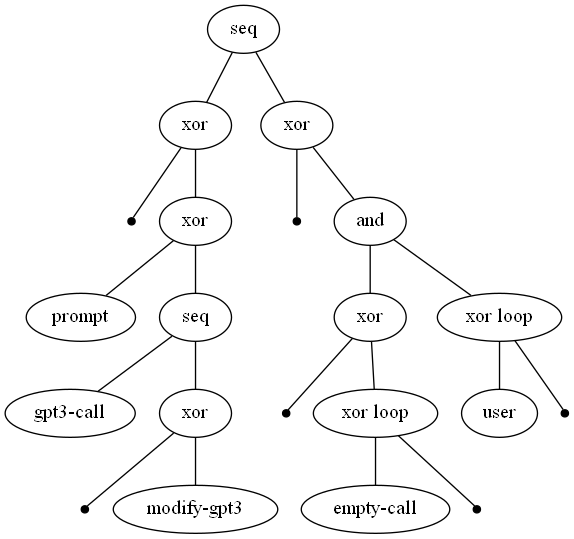 seq
xor xor
xor and
prompt seq xor xor loop
gpt3-call xor xor loop user
modify-gpt3 empty-call